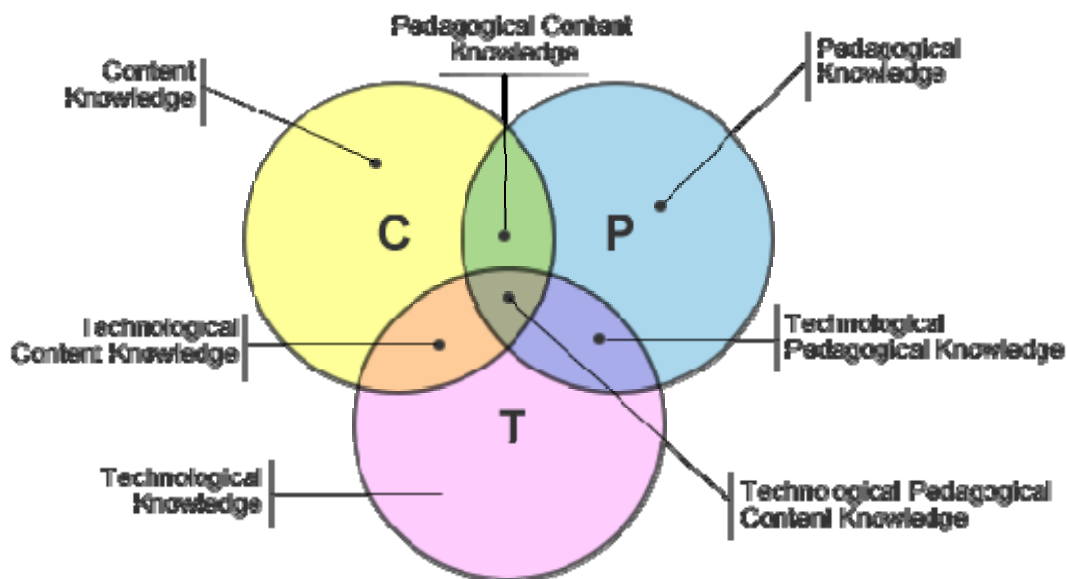 Pedagogical Content
Knowledge
Content
Knowledge
Pedagogical
Knowledge
C
P
Technological
Content Knowledge
Technological
Pedagogical Knowledge
T
Technological
Knowledge
Technological Pedagogical
Content Knowledge